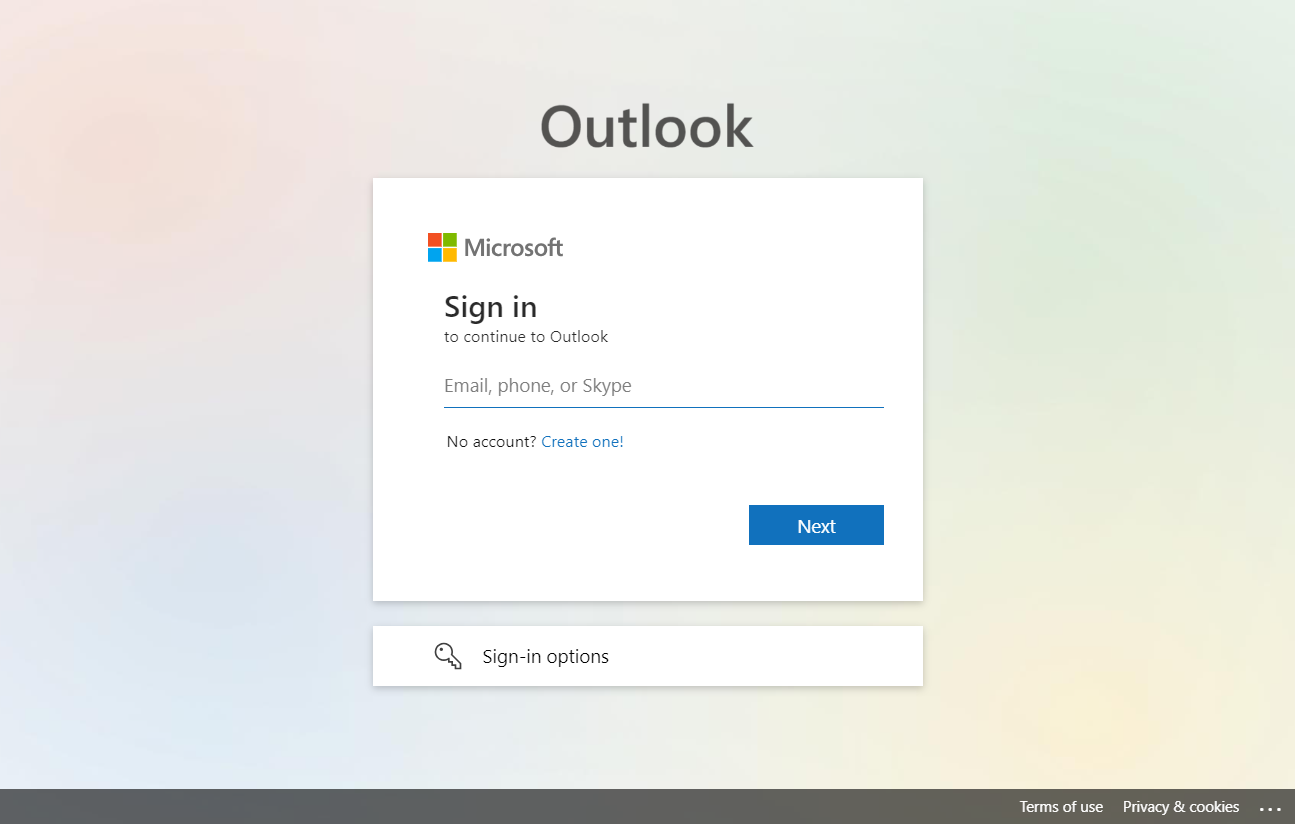 Outlook
Microsoft
Sign in
to continue to Outlook
Email, phone, or Skype
No account? Create one!
Next
Sign-in options
Terms of use Privacy & cookies ...